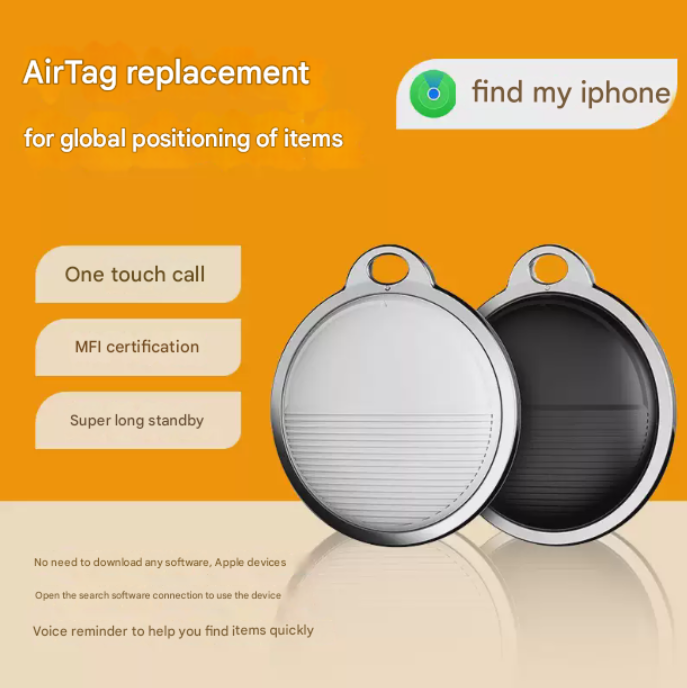 AirTag replacement
find my iphone
for global positioning of items
One touch call
MFI certification
Super long standby
No need to download any software, Apple devices
Open the search software connection to use the device
Voice reminder to help you find items quickly